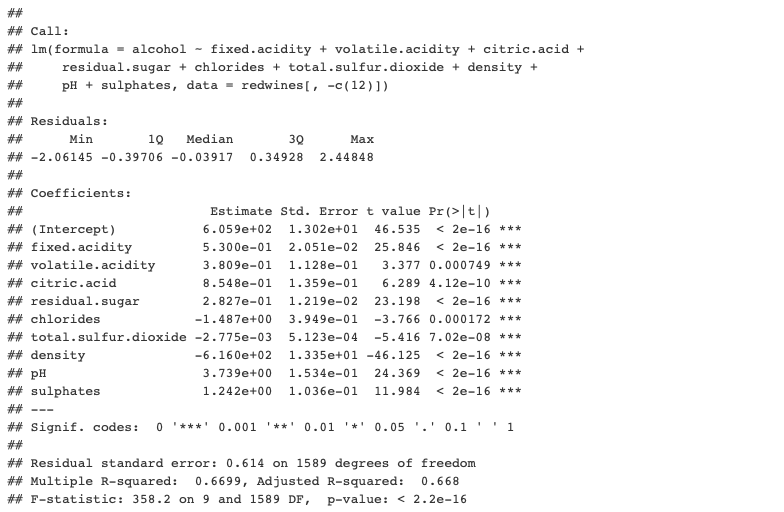 ##
## Call:
## lm(formula = alcohol ~ fixed.acidity + volatile.acidity + citric.acid +
##     residual.sugar + chlorides + total.sulfur.dioxide + density +
##     pH + sulphates, data = redwines[, -c(12)])
##
## Residuals:
##      Min       1Q   Median       3Q      Max
## -2.06145 -0.39706 -0.03917  0.34928  2.44848
##
## Coefficients:
##                        Estimate Std. Error t value Pr(>|t|)
## (Intercept)           6.059e+02  1.302e+01  46.535  < 2e-16 ***
## fixed.acidity         5.300e-01  2.051e-02  25.846  < 2e-16 ***
## volatile.acidity      3.809e-01  1.128e-01   3.377 0.000749 ***
## citric.acid           8.548e-01  1.359e-01   6.289 4.12e-10 ***
## residual.sugar        2.827e-01  1.219e-02  23.198  < 2e-16 ***
## chlorides            -1.487e+00  3.949e-01  -3.766 0.000172 ***
## total.sulfur.dioxide -2.775e-03  5.123e-04  -5.416 7.02e-08 ***
## density              -6.160e+02  1.335e+01 -46.125  < 2e-16 ***
## pH                    3.739e+00  1.534e-01  24.369  < 2e-16 ***
## sulphates             1.242e+00  1.036e-01  11.984  < 2e-16 ***
## ---
## Signif. codes:  0 '***' 0.001 '**' 0.01 '*' 0.05 '.' 0.1 ' ' 1
##
## Residual standard error: 0.614 on 1589 degrees of freedom
## Multiple R-squared:  0.6699, Adjusted R-squared:  0.668
## F-statistic: 358.2 on 9 and 1589 DF,  p-value: < 2.2e-16